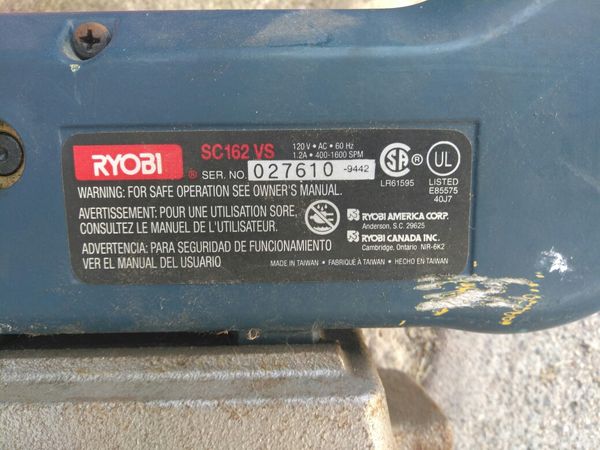 RYOBI
SC162 VS
120 V • AC • 60 Hz
1.2A • 400-1600 SPM
SER. NO 027610 -9442
WARNING: FOR SAFE OPERATION SEE OWNER'S MANUAL.
AVERTISSEMENT: POUR UNE UTILISATION SORE,
CONSULTEZ LE MANUEL DE L'UTILISATEUR.
ADVERTENCIA: PARA SEGURIDAD DE FUNCIONAMIENTO
VER EL MANUAL DEL USUARIO
SA ®
LR61595
UL
LISTED
E85575
40J7
RYOBI AMERICA CORP.
Anderson, S.C. 29625
RYOBI CANADA INC.
Cambridge, Ontario NIR-6K2
MADE IN TAIWAN • FABRIQUÉ À TAIWAN • HECHO EN TAIWAN